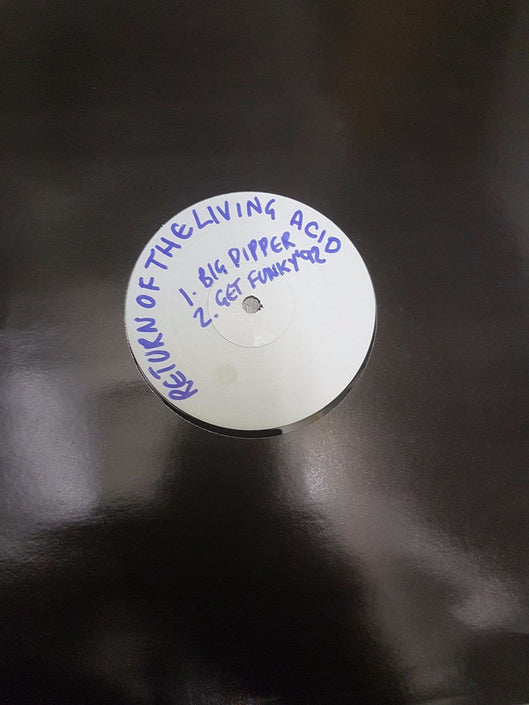 RETURN OF THE LIVING ACID
1. BIG DIPPER
2. GET FUNKY '92